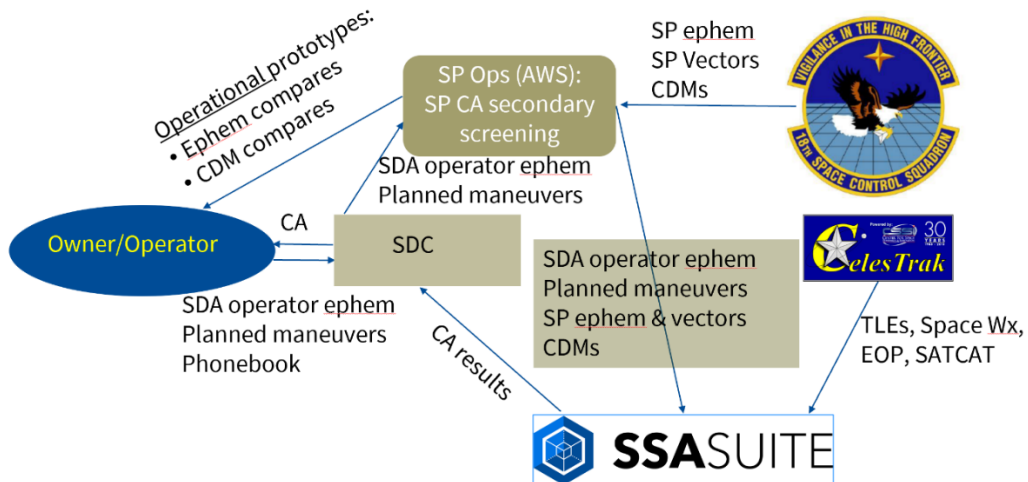 Operational prototypes:
• Ephem compares
• CDM compares
SP Ops (AWS):
SP CA secondary
screening
SP ephem
SP Vectors
CDMs
VIGILANCE IN THE HIGH FRONTIER
18TH SPACE CONTROL SQUADRON
SDA operator ephem
Planned maneuvers
Owner/Operator
CA
SDC
SDA operator ephem
Planned maneuvers
Phonebook
CA results
SDA operator ephem
Planned maneuvers
SP ephem & vectors
CDMs
Powered by:
30
YEARS
CelesTrak
TLEs, Space Wx,
EOP, SATCAT
SSASUITE